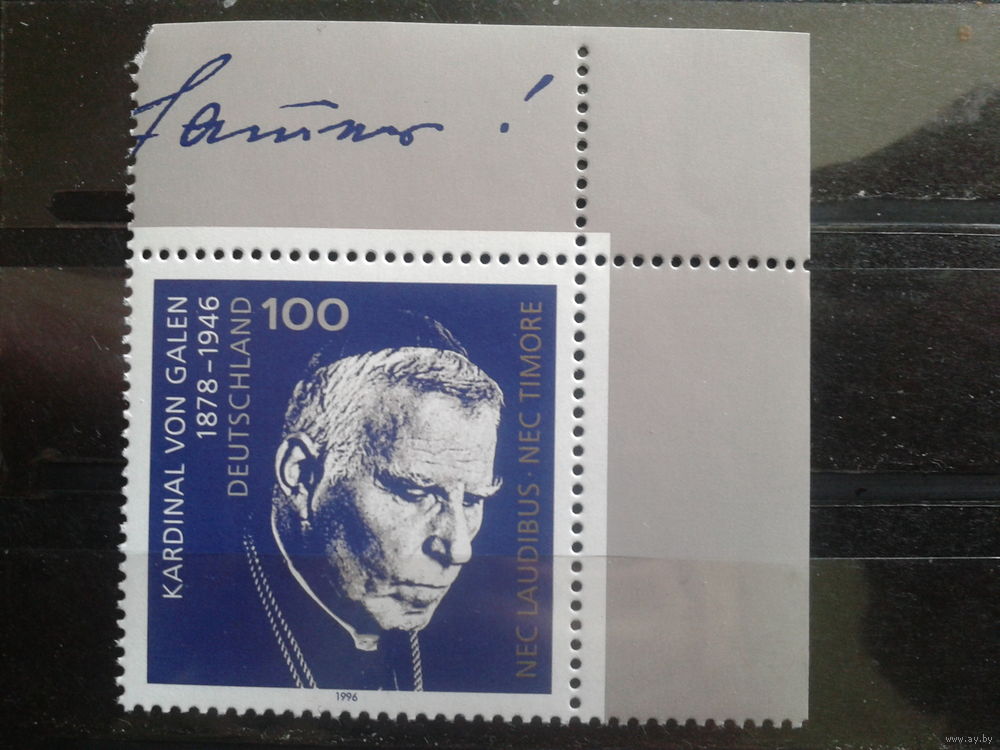 KARDINAL VON GALEN
1878–1946
DEUTSCHLAND
100
NEC LAUDIBUS · NEC TIMORE
1996
www.ay.by